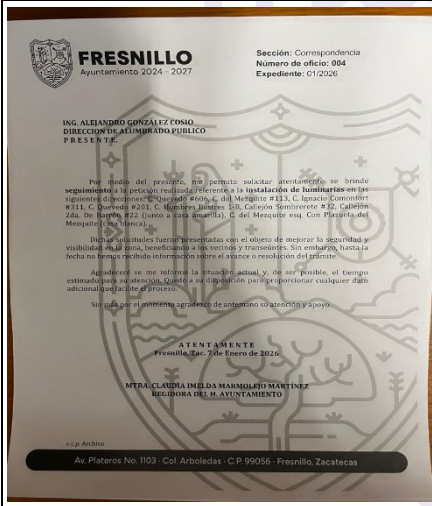 FRESNILLO
Ayuntamiento 2024 - 2027
Sección: Correspondencia
Número de oficio: 004
Expediente: 01/2026
ING. ALEJANDRO GONZÁLEZ COSIO
DIRECCION DE ALUMBRADO PUBLICO
P R E S E N T E.
Por medio del presente, me permito solicitar atentamente, se brinde
seguimiento a la petición realizada referente a la instalación de luminarias en las
siguientes direcciones: C. Quevedo #606, C. del Mezquite #113, C. Ignacio Comonfort
#311, C. Quevedo #201, C. Hombres Ilustres 1-B, Callejón Sombrerete #32, Callejón
2da. De Rayón #22 (junto a casa amarilla), C. del Mezquite esq. Con Plazuela del
Mezquite (casa blanca).
Dichas solicitudes fueron presentadas con el objeto de mejorar la seguridad y
visibilidad en la zona, beneficiando a los vecinos y transeúntes. Sin embargo, hasta la
fecha no hemos recibido información sobre el avance o resolución del trámite.
Agradeceré se me informe la situación actual y, de ser posible, el tiempo
estimado para su atención. Quedo a su disposición para proporcionar cualquier dato
adicional que facilite el proceso.
Sin más por el momento agradezco de antemano su atención y apoyo.
A T E N T A M E N T E
Fresnillo, Zac. 7 de Enero de 2026
MTRA. CLAUDIA IMELDA MARMOLEJO MARTÍNEZ
REGIDORA DEL H. AYUNTAMIENTO
c.c.p. Archivo
Av. Plateros No. 1103 · Col. Arboledas · C.P. 99056 · Fresnillo, Zacatecas